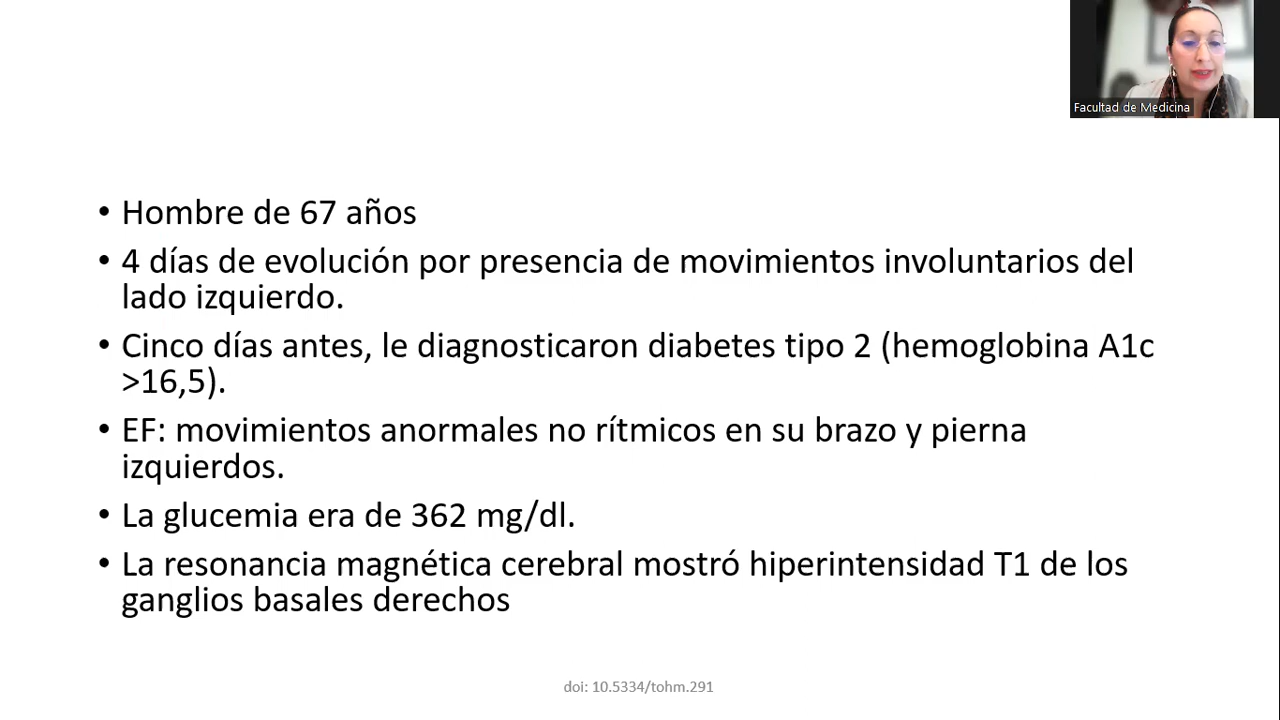 Facultad de Medicina
• Hombre de 67 años
• 4 días de evolución por presencia de movimientos involuntarios del
lado izquierdo.
• Cinco días antes, le diagnosticaron diabetes tipo 2 (hemoglobina A1c
>16,5).
• EF: movimientos anormales no rítmicos en su brazo y pierna
izquierdos.
• La glucemia era de 362 mg/dl.
• La resonancia magnética cerebral mostró hiperintensidad T1 de los
ganglios basales derechos
doi: 10.5334/tohm.291